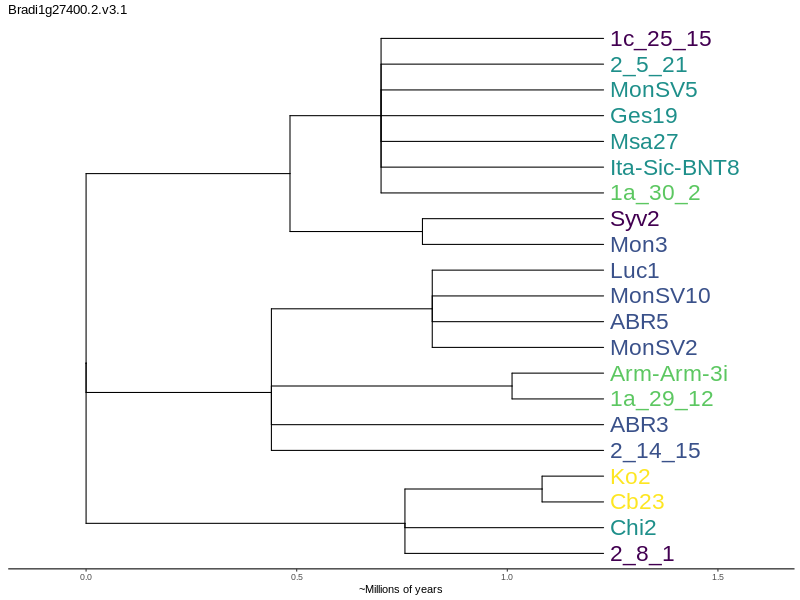 Bradi1g27400.2.v3.1
1c_25_15
2_5_21
MonSV5
Ges19
Msa27
Ita-Sic-BNT8
1a_30_2
Syv2
Mon3
Luc1
MonSV10
ABR5
MonSV2
Arm-Arm-3i
1a_29_12
ABR3
2_14_15
Ko2
Cb23
Chi2
2_8_1
0.0 0.5 1.0 1.5
~Millions of years